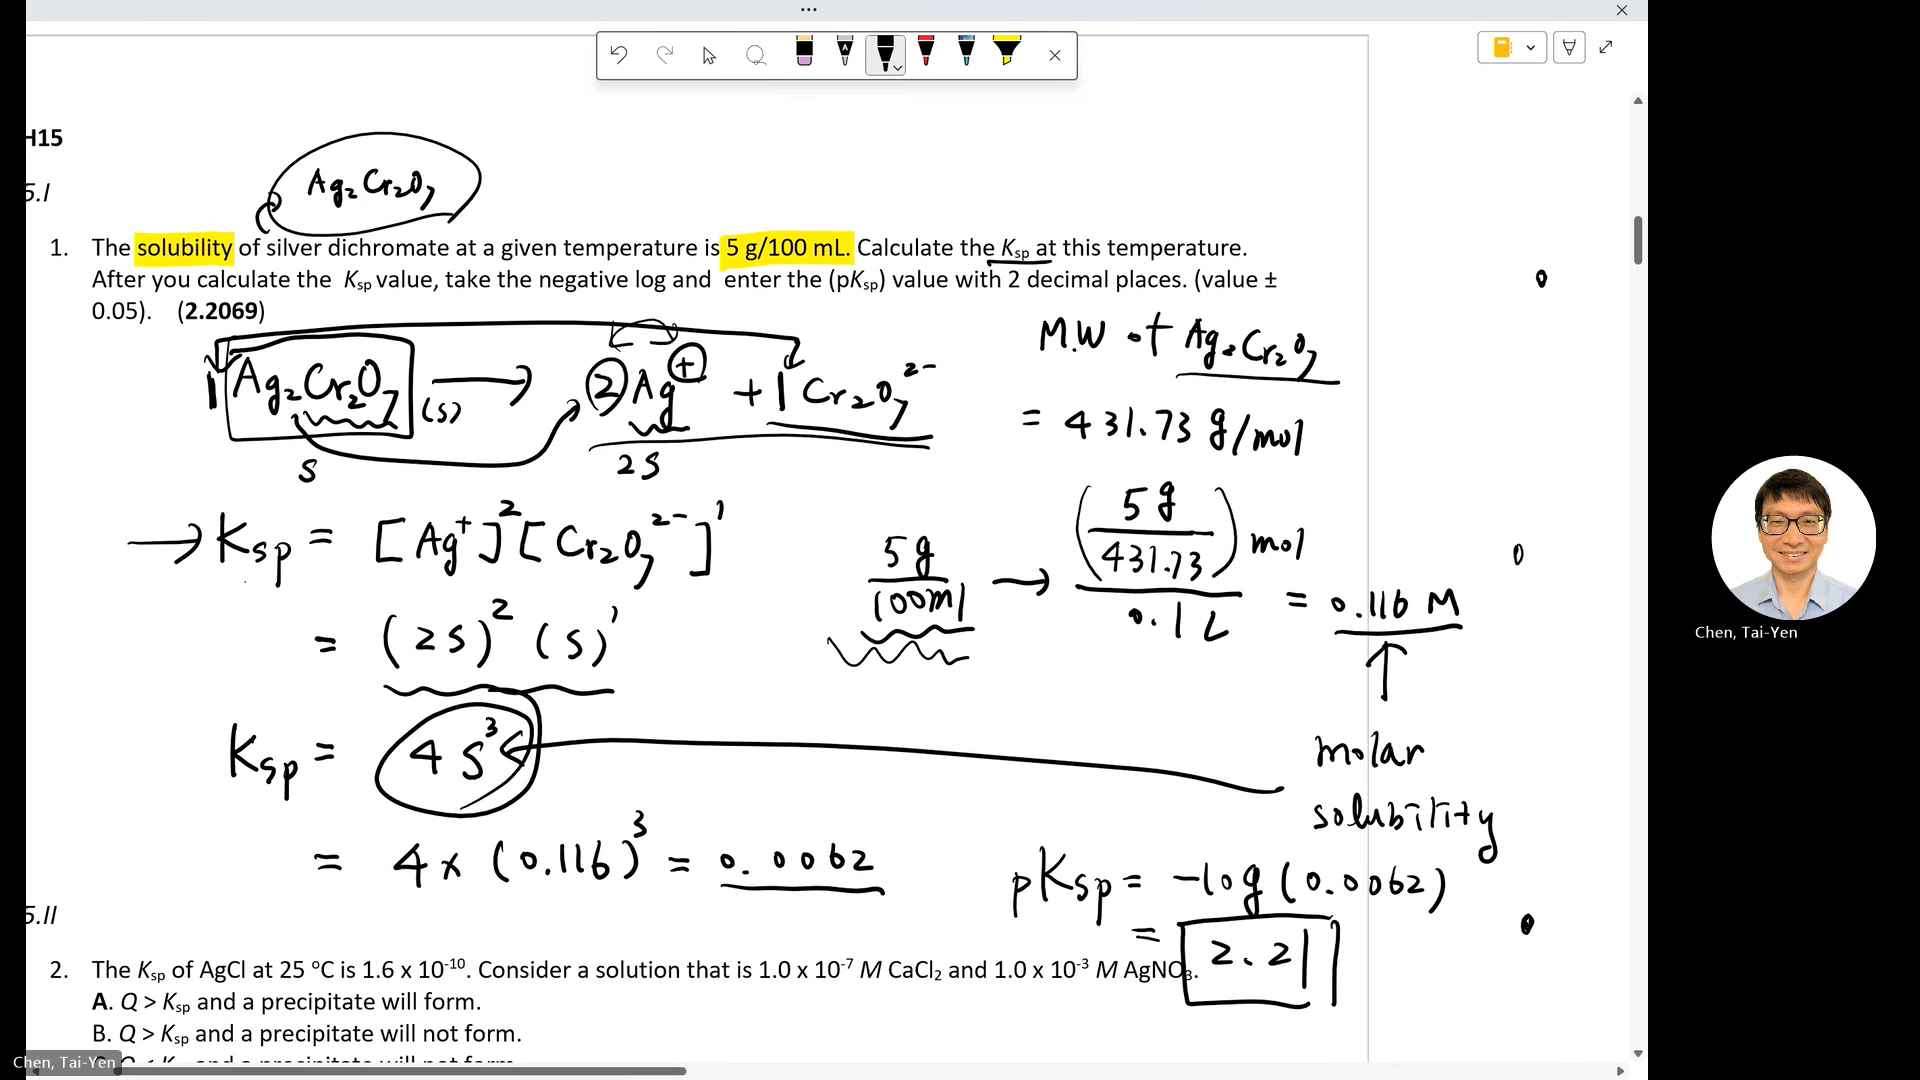 H15
5.I
Ag₂Cr₂O₇
1. The solubility of silver dichromate at a given temperature is 5 g/100 mL. Calculate the Ksp at this temperature.
After you calculate the Ksp value, take the negative log and enter the (pKsp) value with 2 decimal places. (value ±
0.05). (2.2069)
1 Ag₂Cr₂O₇ (s) → 2 Ag⁺ + 1 Cr₂O₇²⁻
S 2S
→ Ksp = [Ag⁺]² [Cr₂O₇²⁻]¹
= (2S)² (S)¹
Ksp = 4S³
= 4 x (0.116)³ = 0.0062
M.W of Ag₂Cr₂O₇
= 431.73 g/mol
5g / 100ml → (5g / 431.73) mol / 0.1 L = 0.116 M
↑
molar
solubility
pKsp = -log (0.0062)
= 2.21
5.II
2. The Ksp of AgCl at 25 °C is 1.6 x 10⁻¹⁰. Consider a solution that is 1.0 x 10⁻⁷ M CaCl₂ and 1.0 x 10⁻³ M AgNO₃.
A. Q > Ksp and a precipitate will form.
B. Q > Ksp and a precipitate will not form.
Chen, Tai-Yen
Chen, Tai-Yen